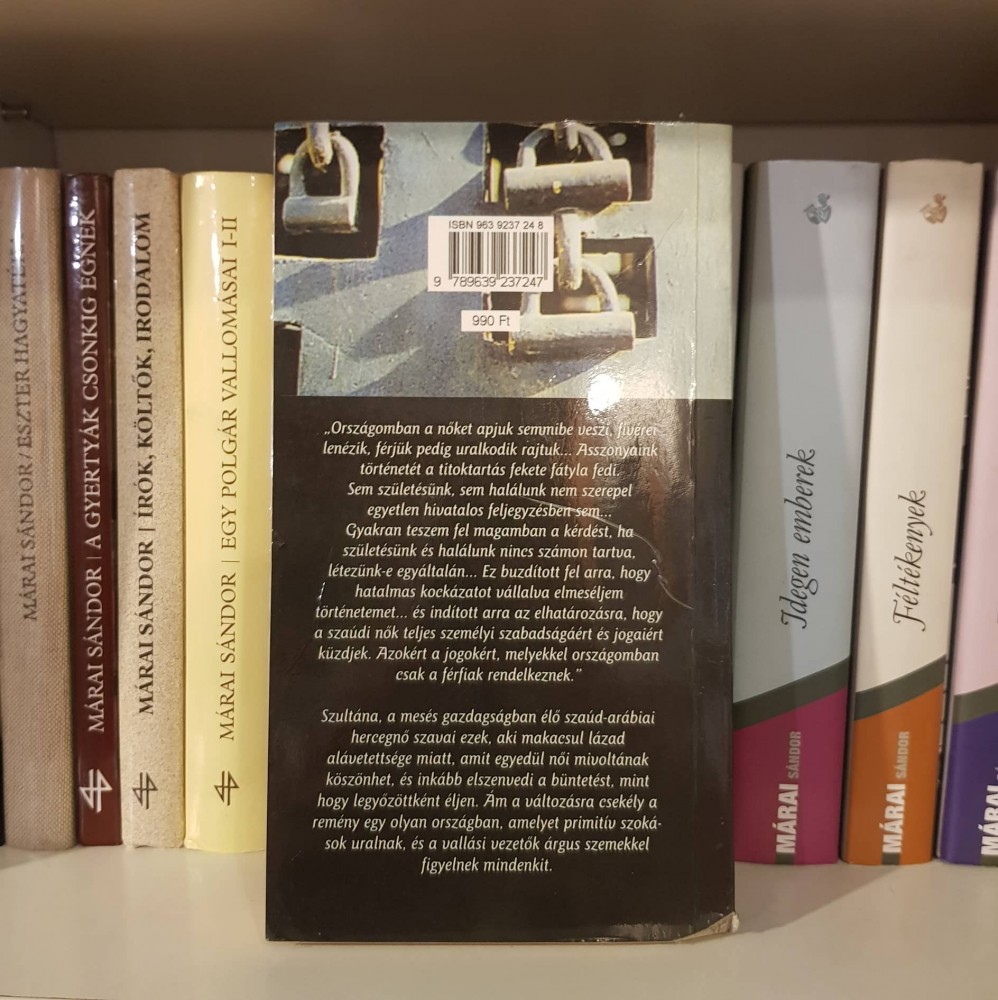 MÁRAI SÁNDOR / ESZTER HAGYATÉKA
MÁRAI SÁNDOR | A GYERTYÁK CSONKIG ÉGNEK
MÁRAI SÁNDOR | ÍRÓK, KÖLTŐK, IRODALOM
MÁRAI SÁNDOR | EGY POLGÁR VALLOMÁSAI I-II
ISBN 963 9237 24 8
9 789639 237247
990 Ft
„Országomban a nőket apjuk semmibe veszi, fivérei
lenézik, férjük pedig uralkodik rajtuk... Asszonyaink
történetét a titoktartás fekete fátyla fedi.
Sem születésünk, sem halálunk nem szerepel
egyetlen hivatalos feljegyzésben sem...
Gyakran teszem fel magamban a kérdést, ha
születésünk és halálunk nincs számon tartva,
létezünk-e egyáltalán... Ez buzdított fel arra, hogy
hatalmas kockázatot vállalva elmeséljem
történetemet... és indított arra az elhatározásra, hogy
a szaúdi nők teljes személyi szabadságáért és jogaiért
küzdjek. Azokért a jogokért, melyekkel országomban
csak a férfiak rendelkeznek.”
Szultána, a mesés gazdagságban élő szaúd-arábiai
hercegnő szavai ezek, aki makacsul lázad
alávetettsége miatt, amit egyedül női mivoltának
köszönhet, és inkább elszenvedi a büntetést, mint
hogy legyőzöttként éljen. Ám a változásra csekély a
remény egy olyan országban, amelyet primitív szoká-
sok uralnak, és a vallási vezetők árgus szemekkel
figyelnek mindenkit.
Idegen emberek
MÁRAI SÁNDOR
Féltékenyek
MÁRAI SÁNDOR
MÁRAI